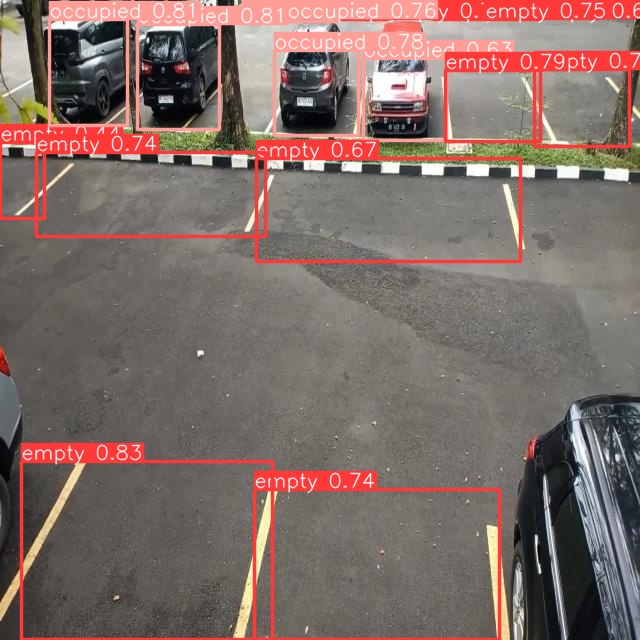 occupied 0.81
occupied 0.81
occupied 0.76
empty 0.75
occupied 0.78
occupied 0.63
empty 0.79
empty 0.44
empty 0.74
empty 0.67
empty 0.83
empty 0.74